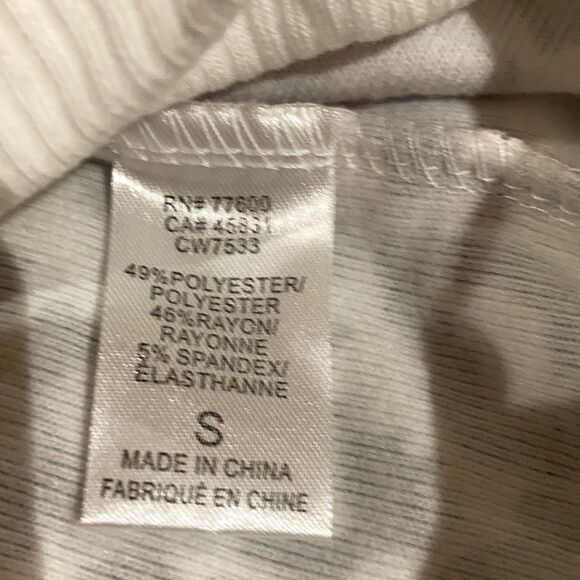 RN# 77600
CA# 45831
CW7533
49%POLYESTER/
POLYESTER
46%RAYON/
RAYONNE
5% SPANDEX/
ÉLASTHANNE
S
MADE IN CHINA
FABRIQUÉ EN CHINE